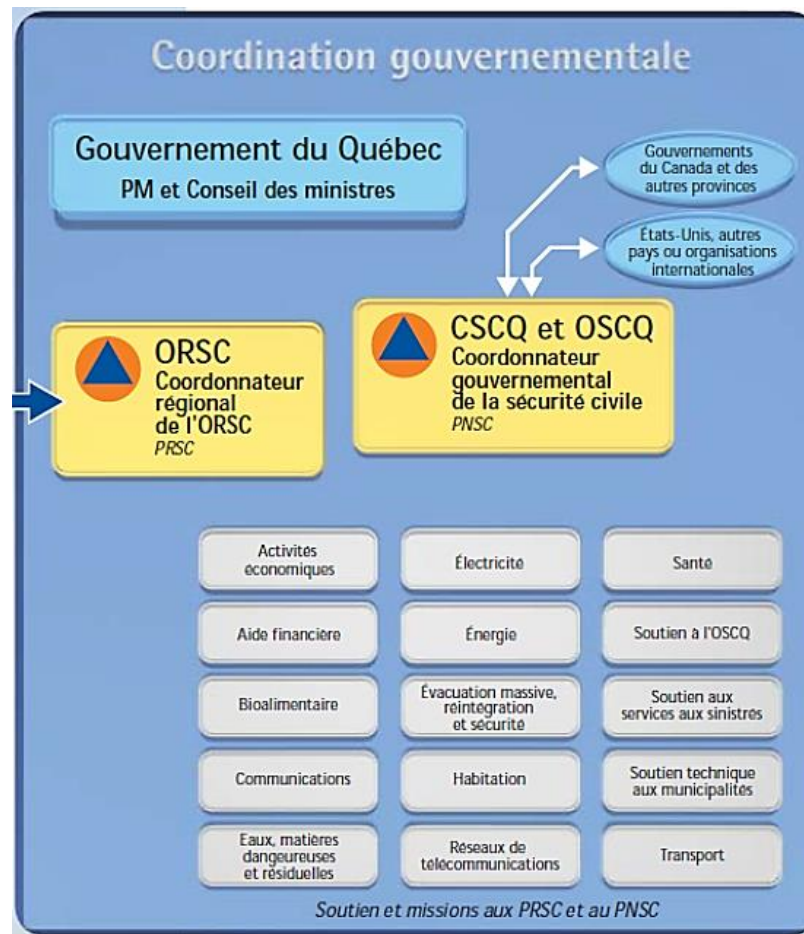 Coordination gouvernementale
Gouvernement du Québec
PM et Conseil des ministres
Gouvernements
du Canada et des
autres provinces
États-Unis, autres
pays ou organisations
internationales
ORSC
Coordonnateur
régional
de l'ORSC
PRSC
CSCQ et OSCQ
Coordonnateur
gouvernemental
de la sécurité civile
PNSC
Activités
économiques
Électricité
Santé
Aide financière
Énergie
Soutien à l'OSCQ
Bioalimentaire
Évacuation massive,
réintégration
et sécurité
Soutien aux
services aux sinistrés
Communications
Habitation
Soutien technique
aux municipalités
Eaux, matières
dangeureuses
et résiduelles
Réseaux de
télécommunications
Transport
Soutien et missions aux PRSC et au PNSC